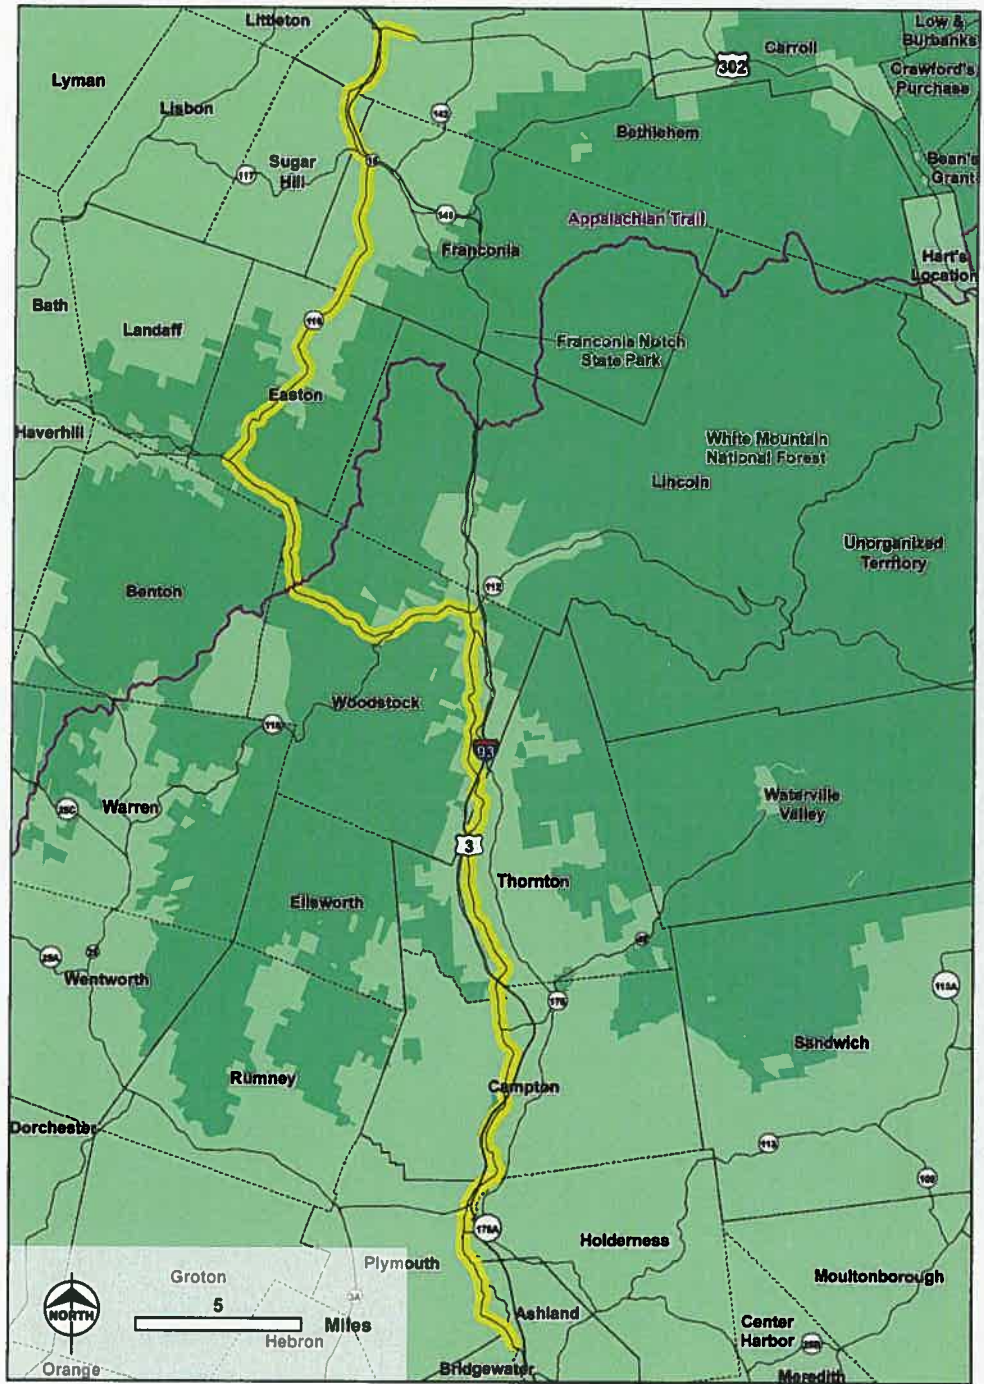 Littleton
Low &
Burbanks
Carroll
302
Lyman
Crawford's
Purchase
Lisbon
142
Bethlehem
Bean's
Grant
Sugar
Hill
117
18
Appalachian Trail
Franconia
Hart's
Location
Bath
Landaff
116
Franconia Notch
State Park
Easton
Haverhill
White Mountain
National Forest
Lincoln
Unorganized
Territory
Benton
112
Woodstock
118
93
Waterville
Valley
25C
Warren
3
Thornton
Ellsworth
49
25A
25
Wentworth
175
113A
Sandwich
Rumney
Campton
Dorchester
113
109
175A
Holderness
Plymouth
Groton
Moultonborough
5
3A
NORTH
Miles
Ashland
Center
Harbor
Hebron
25B
Orange
Bridgewater
Meredith